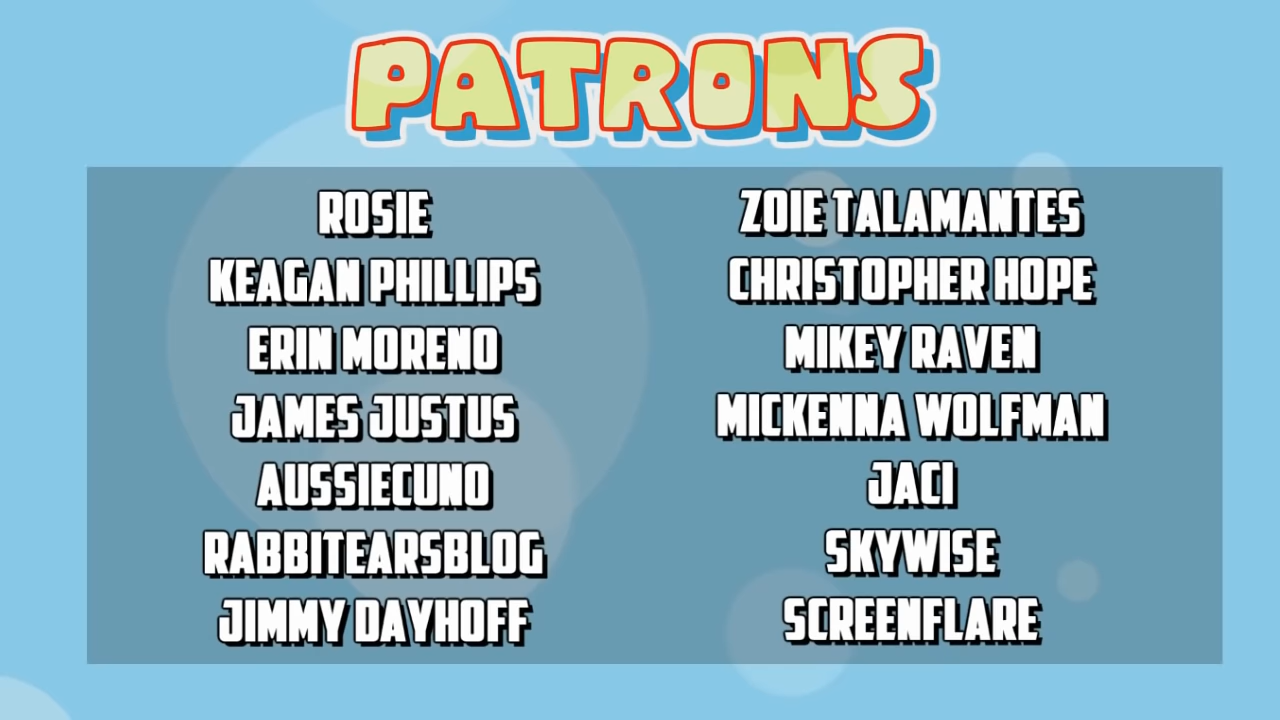 PATRONS
ROSIE
KEAGAN PHILLIPS
ERIN MORENO
JAMES JUSTUS
AUSSIECUNO
RABBITEARSBLOG
JIMMY DAYHOFF
ZOIE TALAMANTES
CHRISTOPHER HOPE
MIKEY RAVEN
MICKENNA WOLFMAN
JACI
SKYWISE
SCREENFLARE